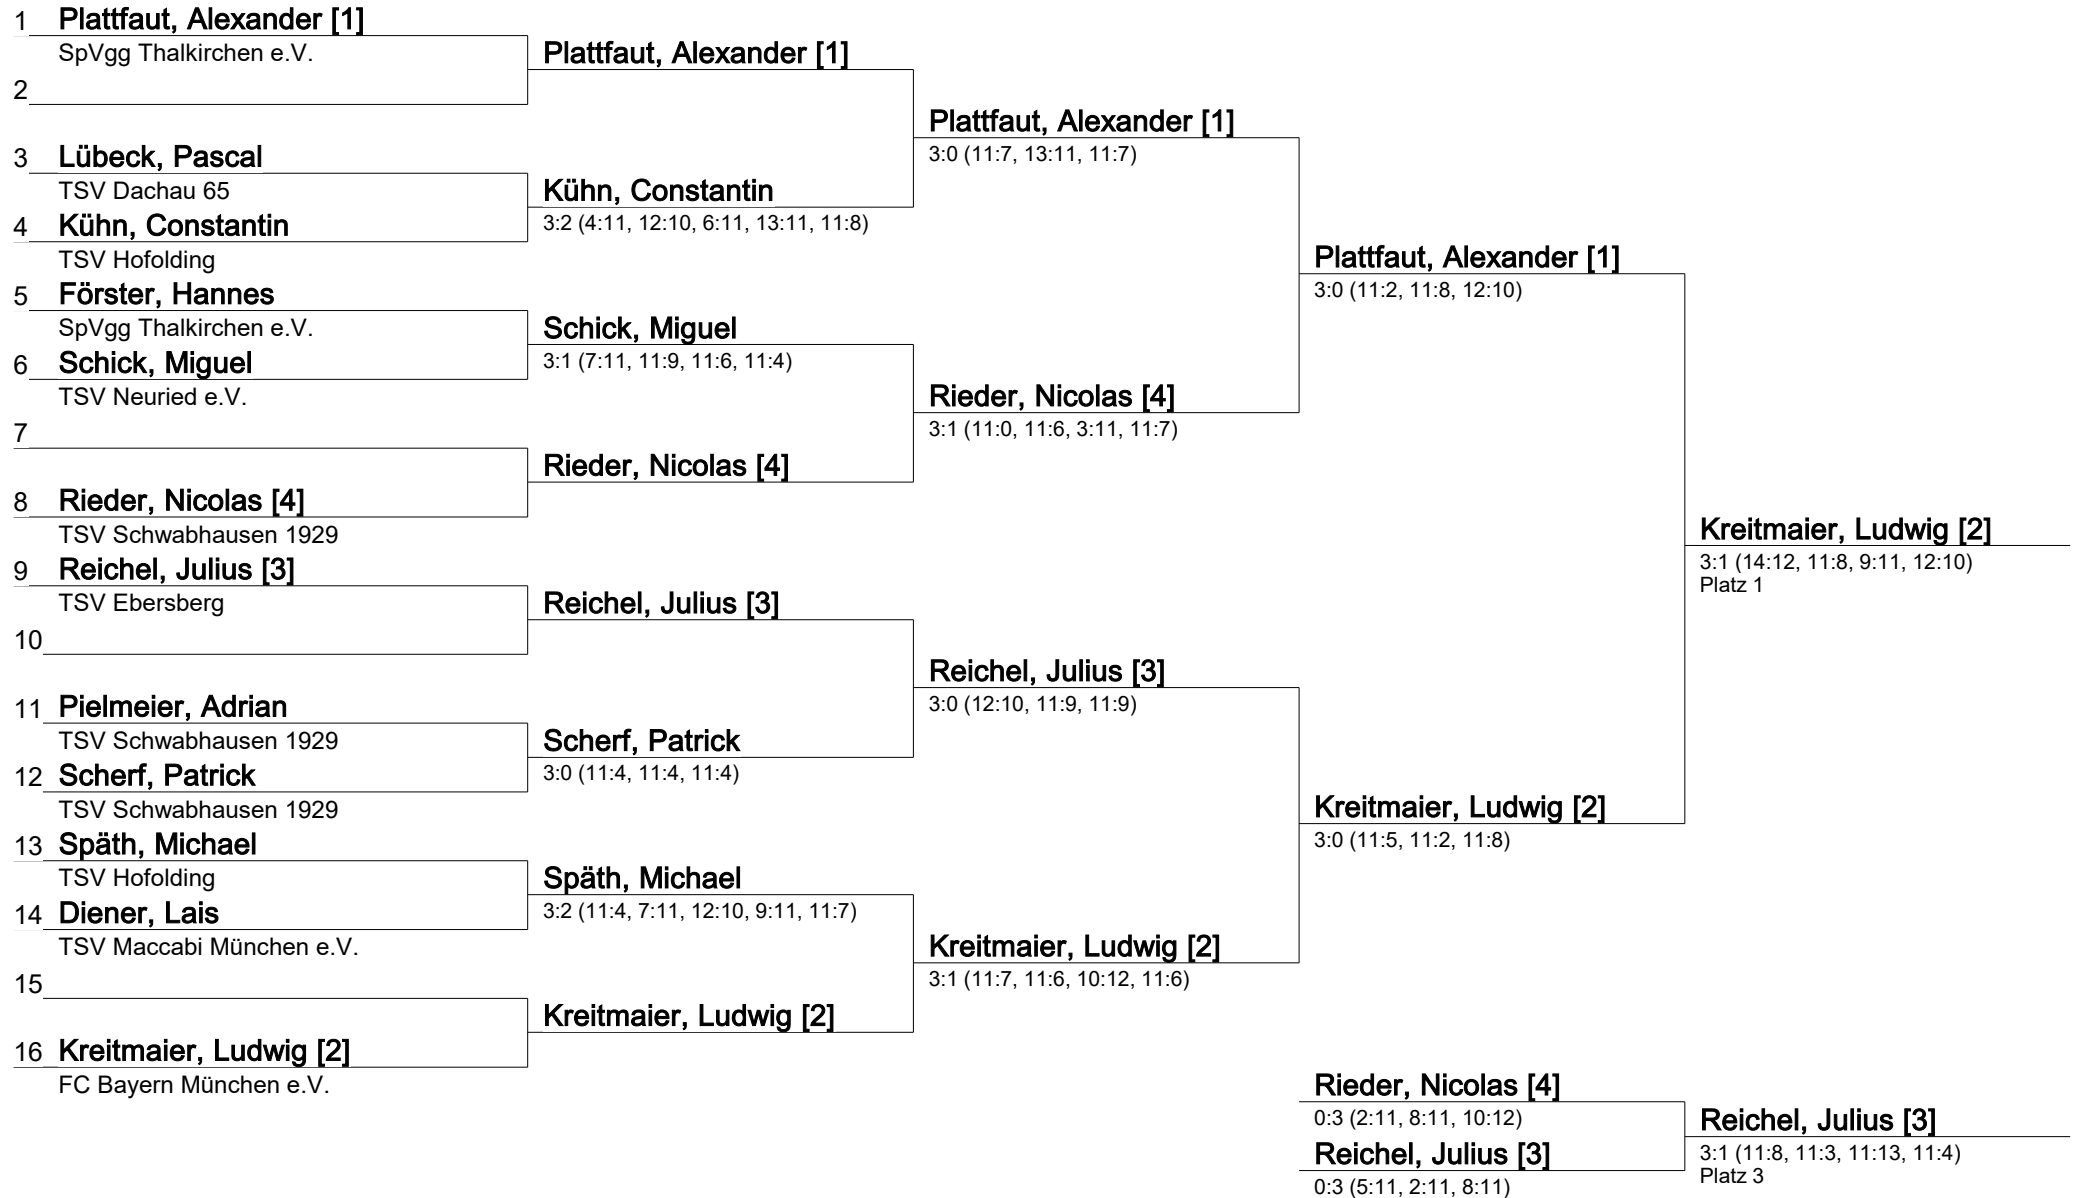 1 Plattfaut, Alexander [1]
SpVgg Thalkirchen e.V.
2
3 Lübeck, Pascal
TSV Dachau 65
4 Kühn, Constantin
TSV Hofolding
5 Förster, Hannes
SpVgg Thalkirchen e.V.
6 Schick, Miguel
TSV Neuried e.V.
7
8 Rieder, Nicolas [4]
TSV Schwabhausen 1929
9 Reichel, Julius [3]
TSV Ebersberg
10
11 Pielmeier, Adrian
TSV Schwabhausen 1929
12 Scherf, Patrick
TSV Schwabhausen 1929
13 Späth, Michael
TSV Hofolding
14 Diener, Lais
TSV Maccabi München e.V.
15
16 Kreitmaier, Ludwig [2]
FC Bayern München e.V.
Plattfaut, Alexander [1]
Kühn, Constantin
3:2 (4:11, 12:10, 6:11, 13:11, 11:8)
Schick, Miguel
3:1 (7:11, 11:9, 11:6, 11:4)
Rieder, Nicolas [4]
Reichel, Julius [3]
Scherf, Patrick
3:0 (11:4, 11:4, 11:4)
Späth, Michael
3:2 (11:4, 7:11, 12:10, 9:11, 11:7)
Kreitmaier, Ludwig [2]
Plattfaut, Alexander [1]
3:0 (11:7, 13:11, 11:7)
Rieder, Nicolas [4]
3:1 (11:0, 11:6, 3:11, 11:7)
Reichel, Julius [3]
3:0 (12:10, 11:9, 11:9)
Kreitmaier, Ludwig [2]
3:1 (11:7, 11:6, 10:12, 11:6)
Plattfaut, Alexander [1]
3:0 (11:2, 11:8, 12:10)
Kreitmaier, Ludwig [2]
3:0 (11:5, 11:2, 11:8)
Kreitmaier, Ludwig [2]
3:1 (14:12, 11:8, 9:11, 12:10)
Platz 1
Rieder, Nicolas [4]
0:3 (2:11, 8:11, 10:12)
Reichel, Julius [3]
0:3 (5:11, 2:11, 8:11)
Reichel, Julius [3]
3:1 (11:8, 11:3, 11:13, 11:4)
Platz 3